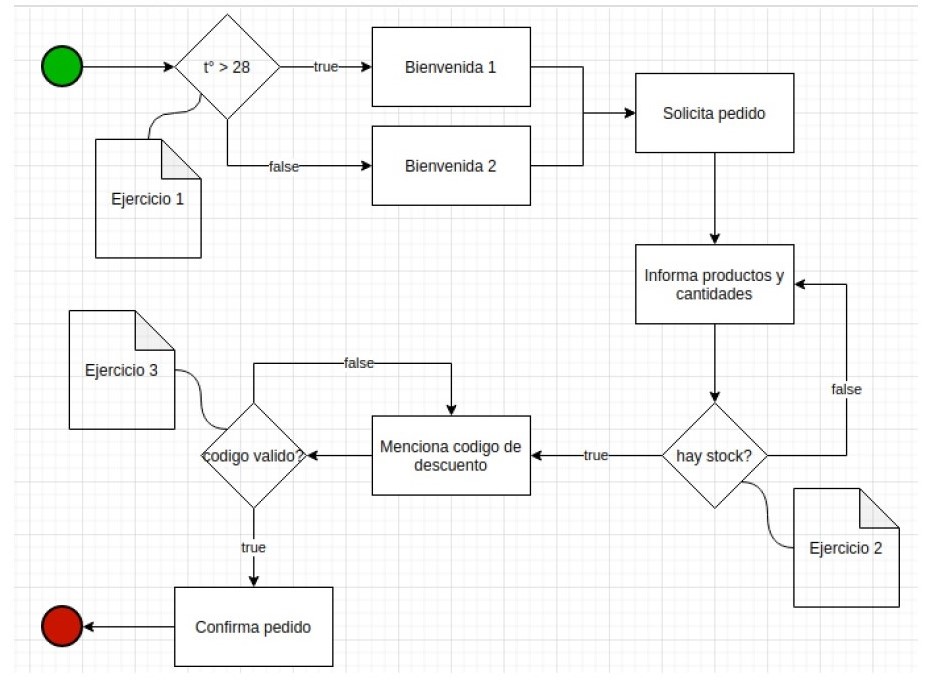 t° > 28
true
Bienvenida 1
false
Bienvenida 2
Solicita pedido
Ejercicio 1
Informa productos y
cantidades
Ejercicio 3
false
false
codigo valido?
Menciona codigo de
descuento
true
hay stock?
Ejercicio 2
true
Confirma pedido